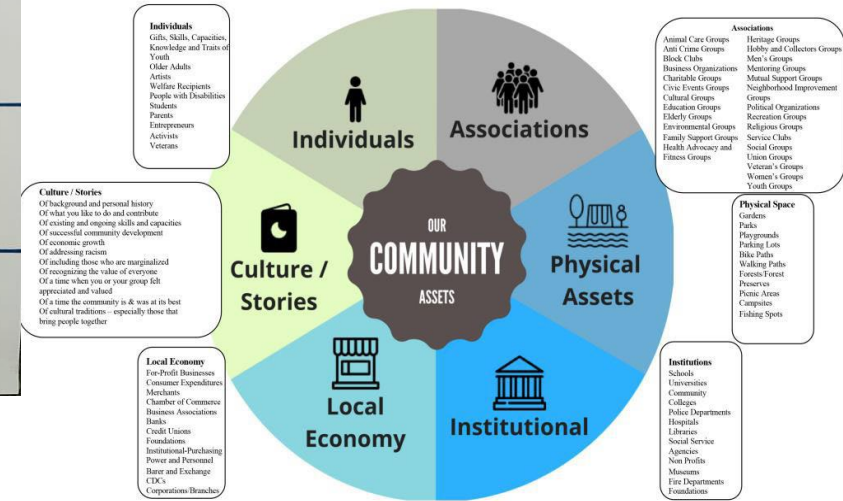 Individuals
Gifts, Skills, Capacities,
Knowledge and Traits of
Youth
Older Adults
Artists
Welfare Recipients
People with Disabilities
Students
Parents
Entrepreneurs
Activists
Veterans
Associations
Animal Care Groups
Anti Crime Groups
Block Clubs
Business Organizations
Charitable Groups
Civic Events Groups
Cultural Groups
Education Groups
Elderly Groups
Environmental Groups
Family Support Groups
Health Advocacy and
Fitness Groups
Heritage Groups
Hobby and Collectors Groups
Men's Groups
Mentoring Groups
Mutual Support Groups
Neighborhood Improvement
Groups
Political Organizations
Recreation Groups
Religious Groups
Service Clubs
Social Groups
Union Groups
Veteran's Groups
Women's Groups
Youth Groups
Individuals
Associations
Culture / Stories
Of background and personal history
Of what you like to do and contribute
Of existing and ongoing skills and capacities
Of successful community development
Of economic growth
Of addressing racism
Of including those who are marginalized
Of recognizing the value of everyone
Of a time when you or your group felt
appreciated and valued
Of a time the community is & was at its best
Of cultural traditions – especially those that
bring people together
Culture /
Stories
OUR
COMMUNITY
ASSETS
Physical
Assets
Physical Space
Gardens
Parks
Playgrounds
Parking Lots
Bike Paths
Walking Paths
Forests/Forest
Preserves
Picnic Areas
Campsites
Fishing Spots
Local Economy
For-Profit Businesses
Consumer Expenditures
Merchants
Chamber of Commerce
Business Associations
Banks
Credit Unions
Foundations
Institutional-Purchasing
Power and Personnel
Barer and Exchange
CDCs
Corporations/Branches
Local
Economy
Institutional
Institutions
Schools
Universities
Community
Colleges
Police Departments
Hospitals
Libraries
Social Service
Agencies
Non Profits
Museums
Fire Departments
Foundations